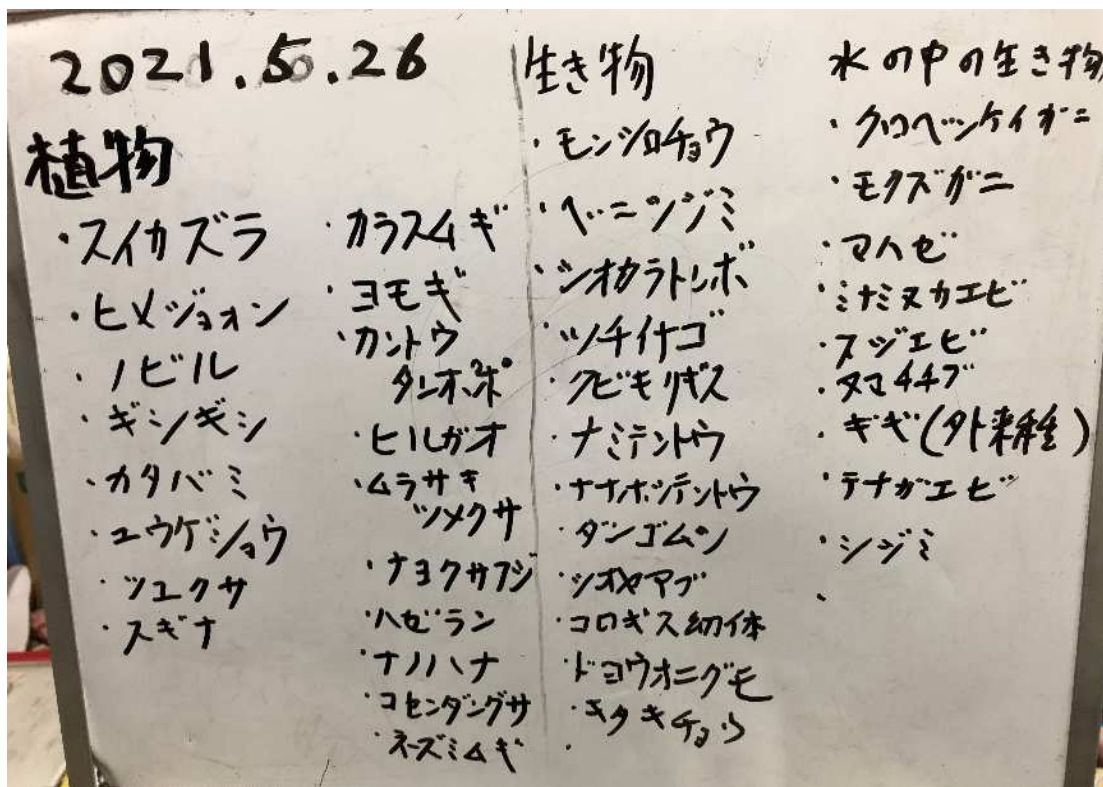 2021.5.26
植物
・スイカズラ
・ヒメジョオン
・ノビル
・ギシギシ
・カタバミ
・ユウゲショウ
・ツユクサ
・スギナ
・カラスムギ
・ヨモギ
・カントウ
タンポポ
・ヒルガオ
・ムラサキ
ツメクサ
・ナヨクサフジ
・ハゼラン
・ナノハナ
・コセンダングサ
・ネズミムギ
生き物
・モンシロチョウ
・ベニシジミ
・シオカラトンボ
・ツチイナゴ
・クビキリギス
・ナミテントウ
・ナナホシテントウ
・ダンゴムシ
・シオヤアブ
・コロギス幼体
・ドヨウオニグモ
・キタキチョウ
・
水の中の生き物
・クロベンケイガニ
・モクズガニ
・マハゼ
・ミナミヌカエビ
・スジエビ
・ヌマチチブ
・ギギ(外来種)
・テナガエビ
・シジミ
・